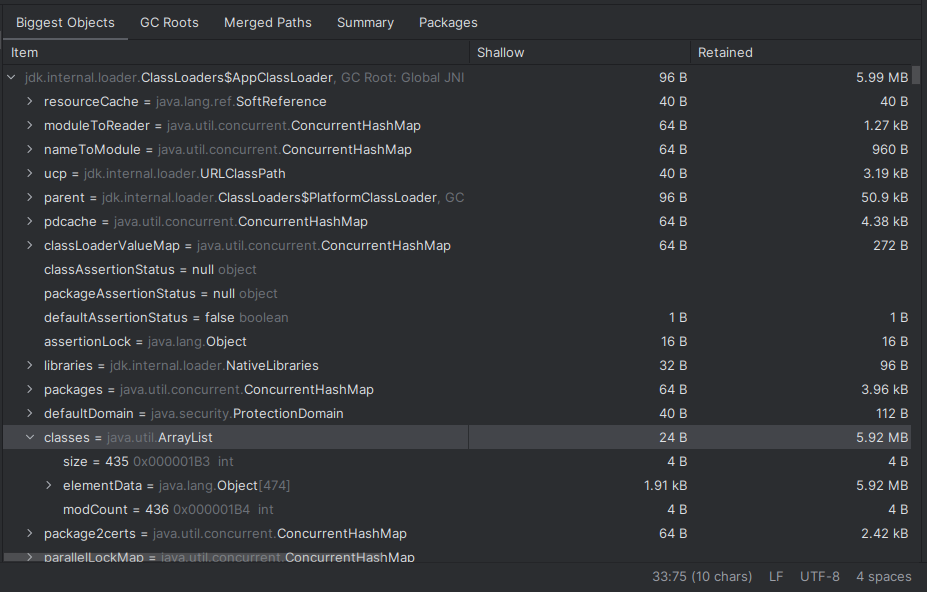 Biggest Objects GC Roots Merged Paths Summary Packages
Item Shallow Retained
jdk.internal.loader.ClassLoaders$AppClassLoader, GC Root: Global JNI 96 B 5.99 MB
resourceCache = java.lang.ref.SoftReference 40 B 40 B
moduleToReader = java.util.concurrent.ConcurrentHashMap 64 B 1.27 kB
nameToModule = java.util.concurrent.ConcurrentHashMap 64 B 960 B
ucp = jdk.internal.loader.URLClassPath 40 B 3.19 kB
parent = jdk.internal.loader.ClassLoaders$PlatformClassLoader, GC 96 B 50.9 kB
pdcache = java.util.concurrent.ConcurrentHashMap 64 B 4.38 kB
classLoaderValueMap = java.util.concurrent.ConcurrentHashMap 64 B 272 B
classAssertionStatus = null object
packageAssertionStatus = null object
defaultAssertionStatus = false boolean 1 B 1 B
assertionLock = java.lang.Object 16 B 16 B
libraries = jdk.internal.loader.NativeLibraries 32 B 96 B
packages = java.util.concurrent.ConcurrentHashMap 64 B 3.96 kB
defaultDomain = java.security.ProtectionDomain 40 B 112 B
classes = java.util.ArrayList 24 B 5.92 MB
size = 435 0x000001B3 int 4 B 4 B
elementData = java.lang.Object[474] 1.91 kB 5.92 MB
modCount = 436 0x000001B4 int 4 B 4 B
package2certs = java.util.concurrent.ConcurrentHashMap 64 B 2.42 kB
parallelLockMap = java.util.concurrent.ConcurrentHashMap
33:75 (10 chars) LF UTF-8 4 spaces